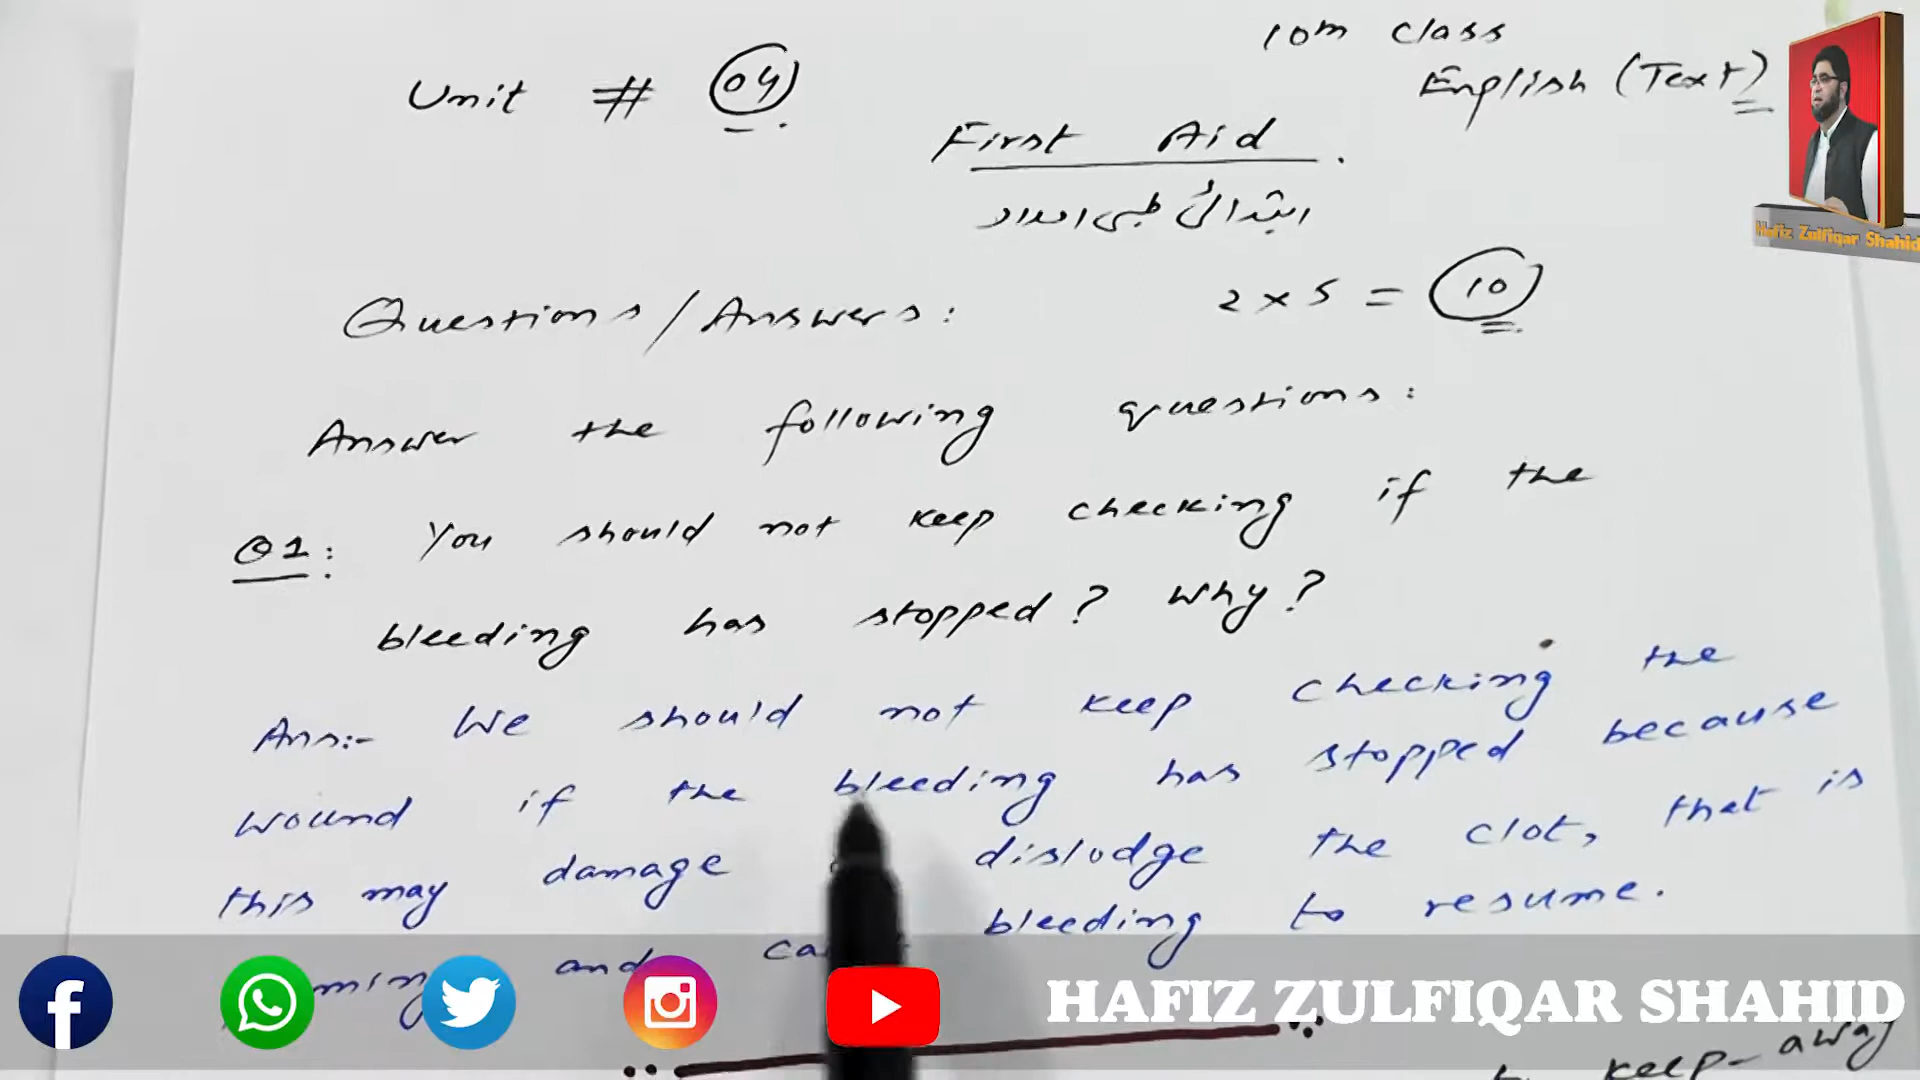 10th class
Unit # 04
English (Text)
First Aid
ابتدائی طبی امداد
Questions/Answers:
2 x 5 = 10
Answer the following questions:
Q1: You should not keep checking if the
bleeding has stopped? Why?
Ans:- We should not keep checking the
wound if the bleeding has stopped because
this may damage dislodge the clot, that is
and bleeding to resume.
keep-away
Hafiz Zulfiqar Shahid
HAFIZ ZULFIQAR SHAHID